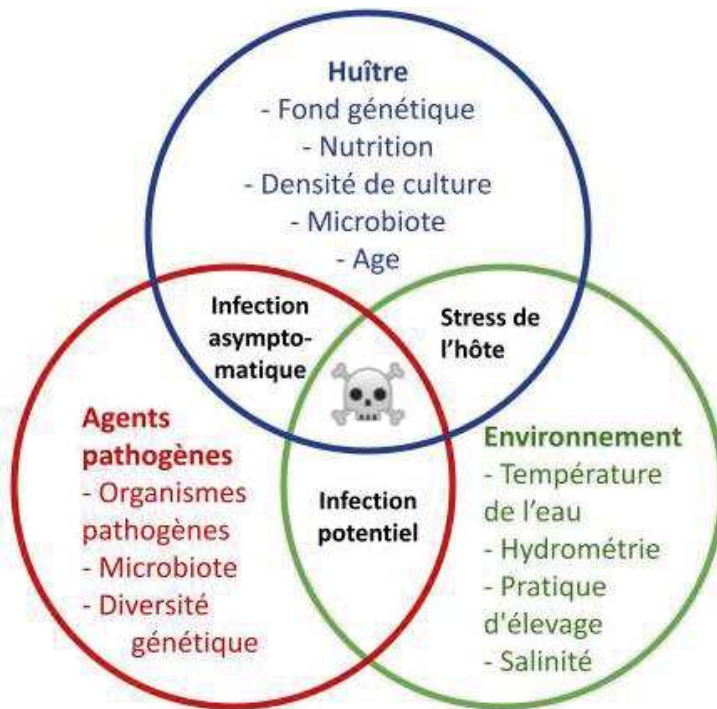 Huître
- Fond génétique
- Nutrition
- Densité de culture
- Microbiote
- Age
Infection
asympto-
matique
Stress de
l'hôte
Agents
pathogènes
- Organismes
pathogènes
- Microbiote
- Diversité
génétique
Infection
potentiel
Environnement
- Température
de l'eau
- Hydrométrie
- Pratique
d'élevage
- Salinité